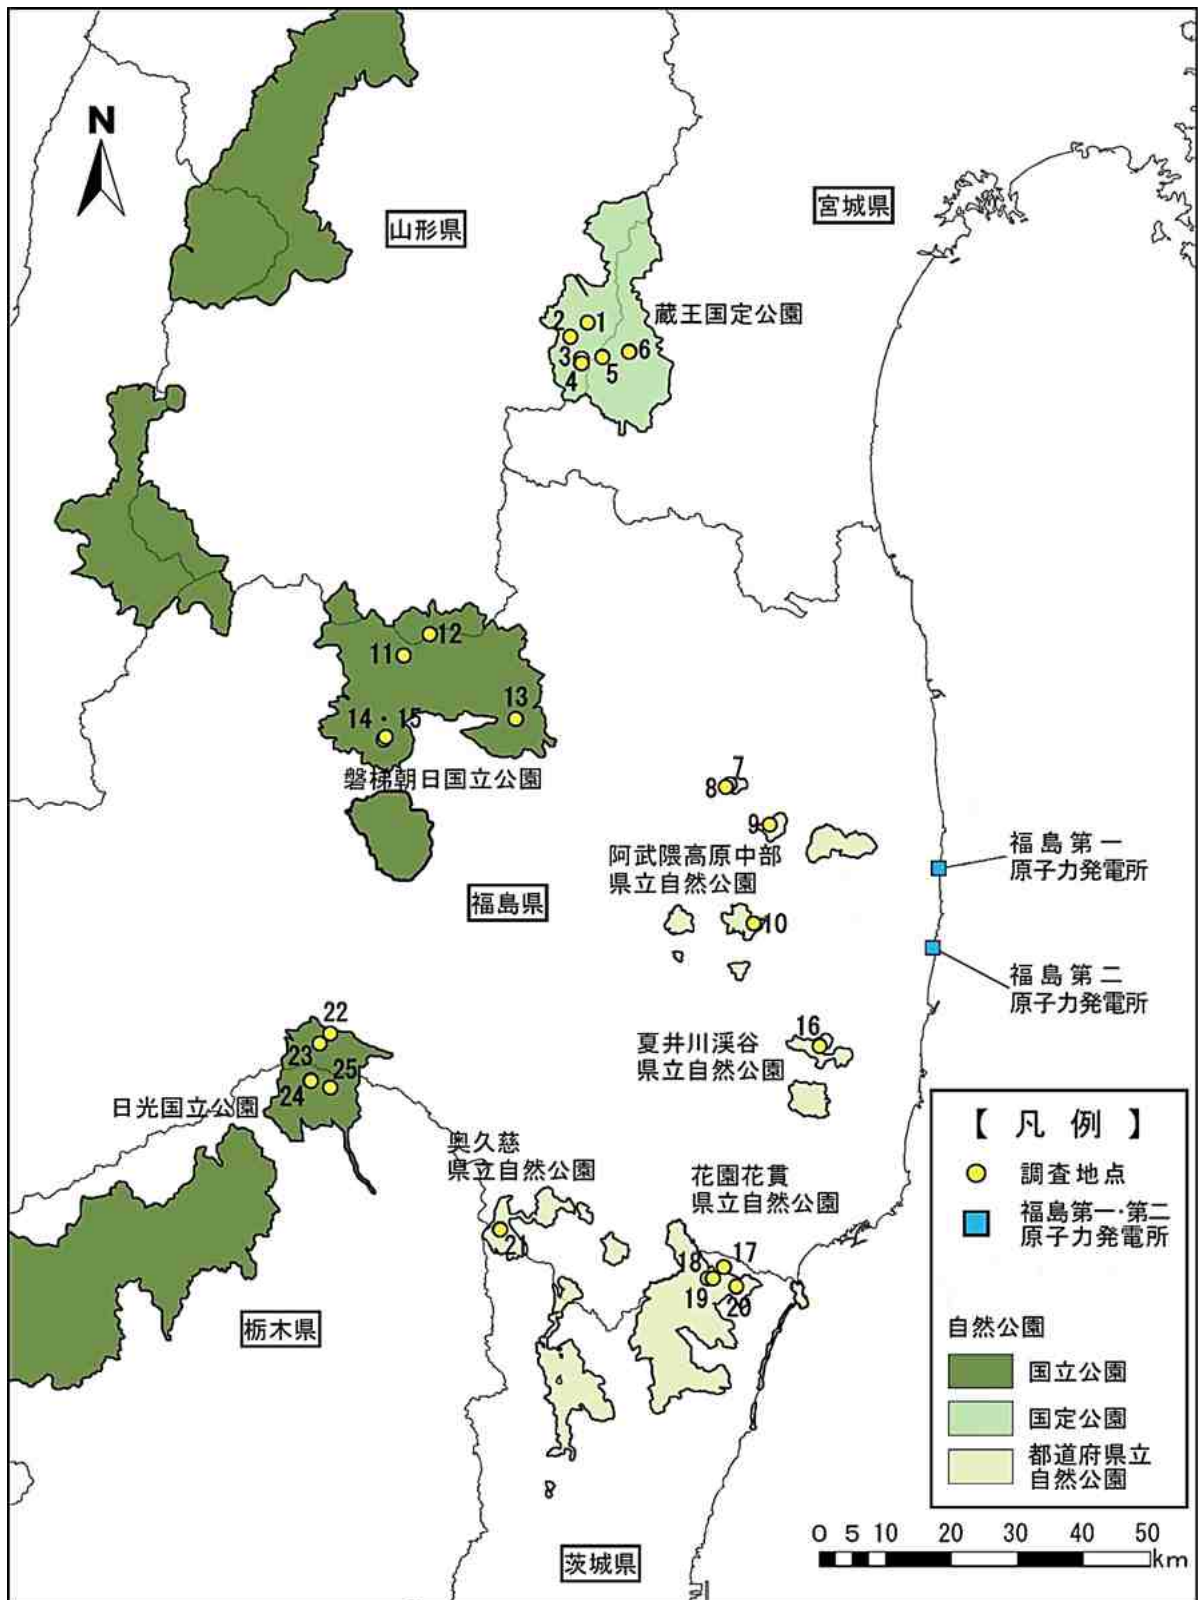 N
山形県
宮城県
蔵王国定公園
2
1
3
6
4
5
12
11
13
14・15
磐梯朝日国立公園
7
8
9
阿武隈高原中部
県立自然公園
福島県
10
福島第一
原子力発電所
福島第二
原子力発電所
22
23
24
25
日光国立公園
16
夏井川渓谷
県立自然公園
奥久慈
県立自然公園
21
花園花貫
県立自然公園
17
18
19
20
栃木県
茨城県
【凡例】
調査地点
福島第一・第二
原子力発電所
自然公園
国立公園
国定公園
都道府県立
自然公園
0 5 10 20 30 40 50
km